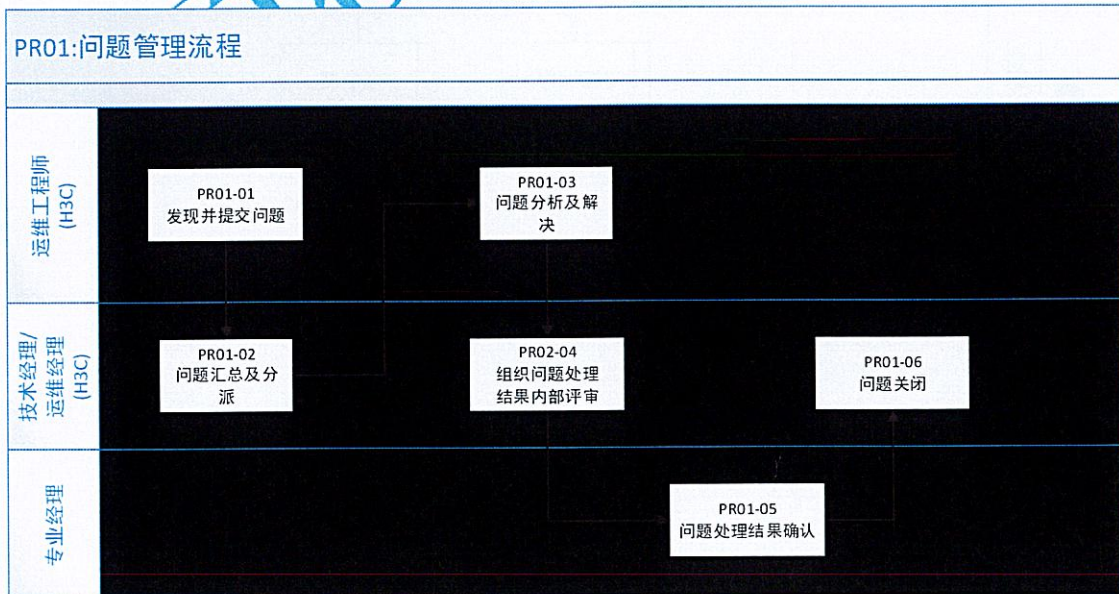 PR01:问题管理流程
运维工程师
(H3C)
PR01-01
发现并提交问题
PR01-03
问题分析及解
决
技术经理/
运维经理
(H3C)
PR01-02
问题汇总及分
派
PR02-04
组织问题处理
结果内部评审
PR01-06
问题关闭
专业经理
PR01-05
问题处理结果确认